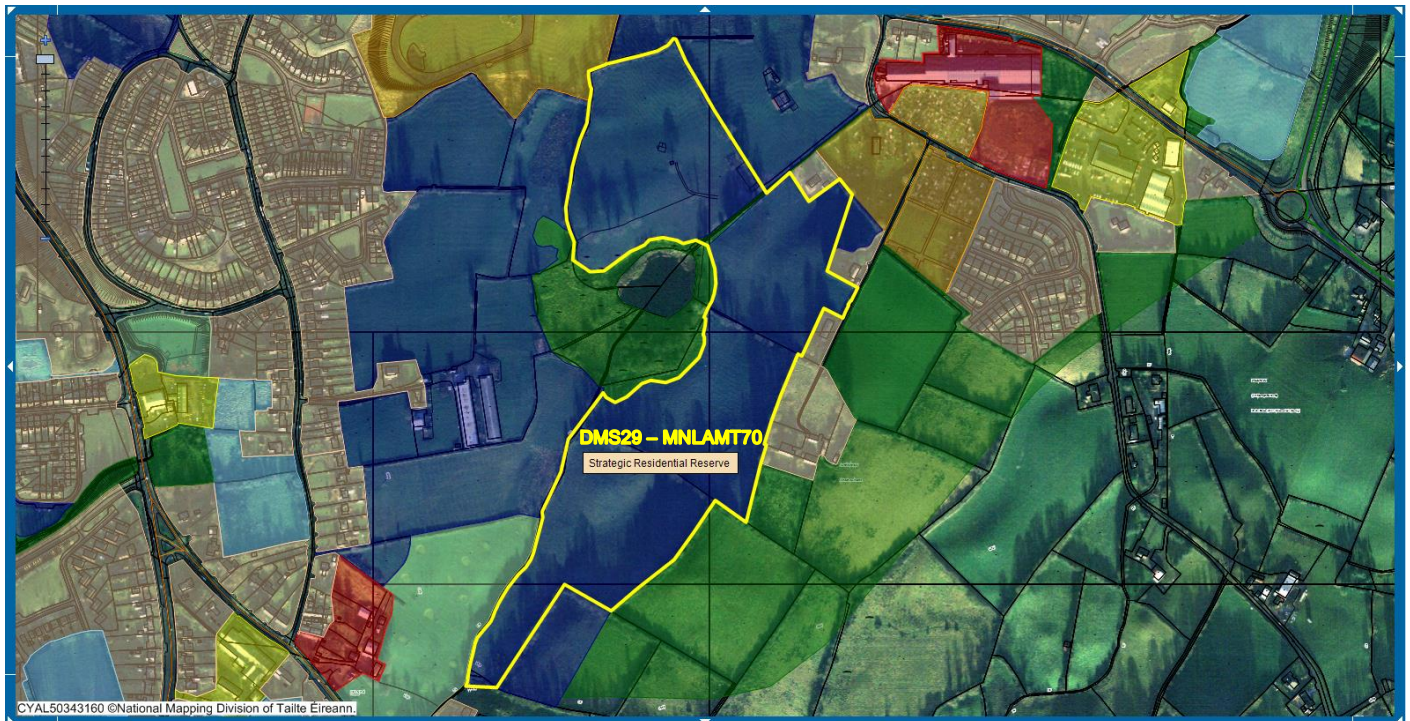 DMS29 – MNLAMT70
Strategic Residential Reserve
CYAL50343160 ©National Mapping Division of Tailte Éireann.